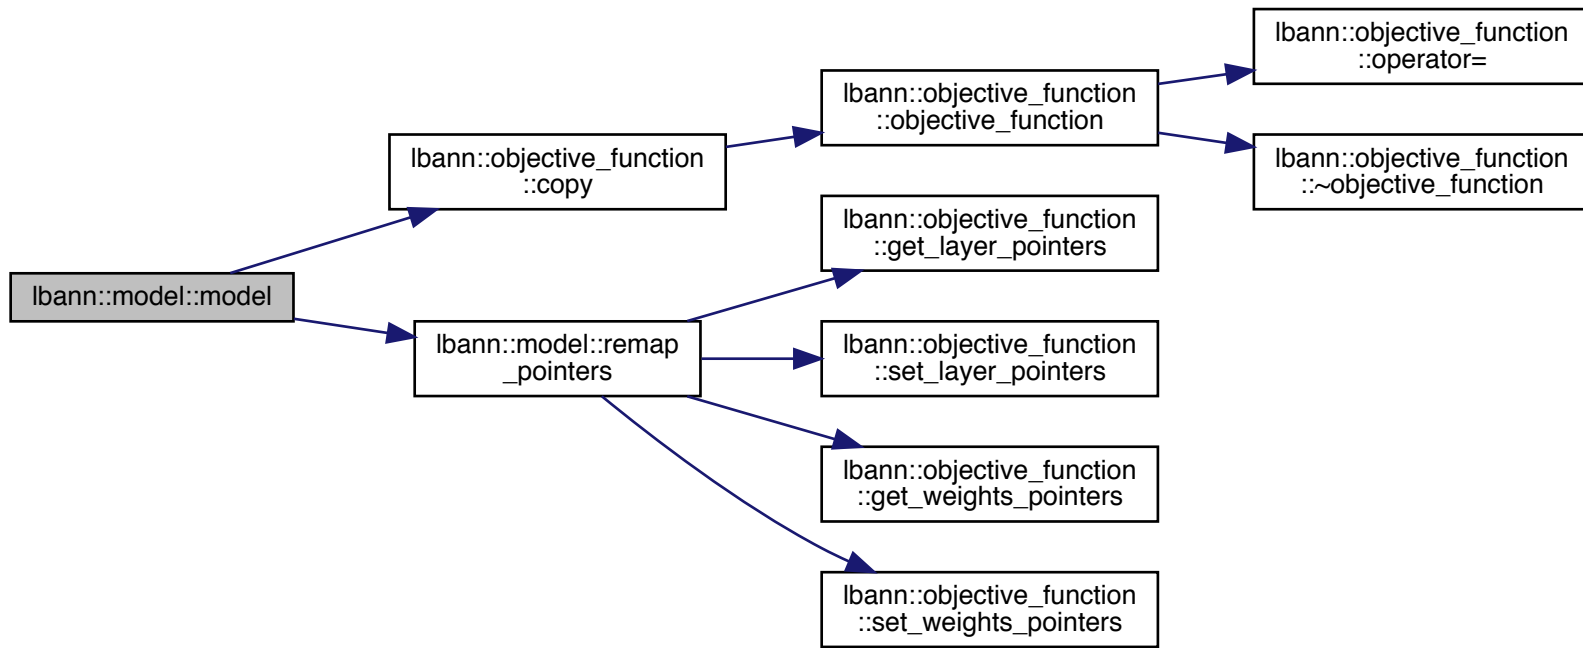 lbann::model::model
lbann::objective_function
::copy
lbann::model::remap
_pointers
lbann::objective_function
::objective_function
lbann::objective_function
::get_layer_pointers
lbann::objective_function
::set_layer_pointers
lbann::objective_function
::get_weights_pointers
lbann::objective_function
::set_weights_pointers
lbann::objective_function
::operator=
lbann::objective_function
::~objective_function